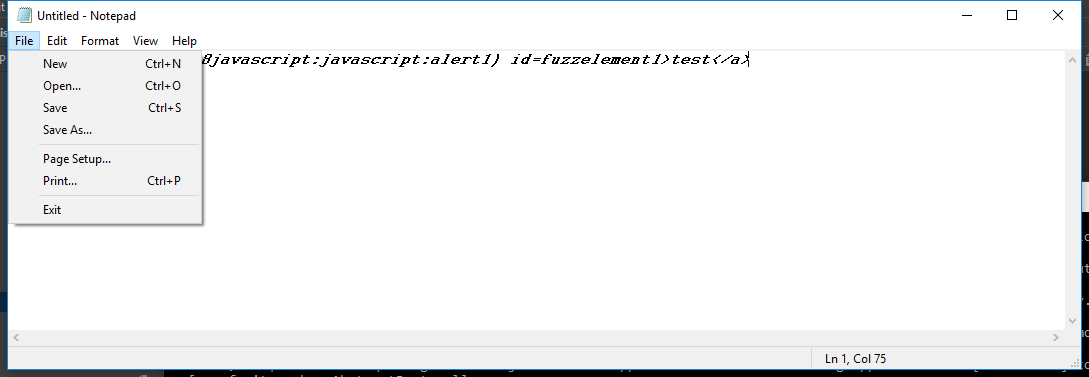 Untitled - Notepad
File Edit Format View Help
8javascript:javascript:alert1) id=fuzzelement1>test</a>
New Ctrl+N
Open... Ctrl+O
Save Ctrl+S
Save As...
Page Setup...
Print... Ctrl+P
Exit
Ln 1, Col 75